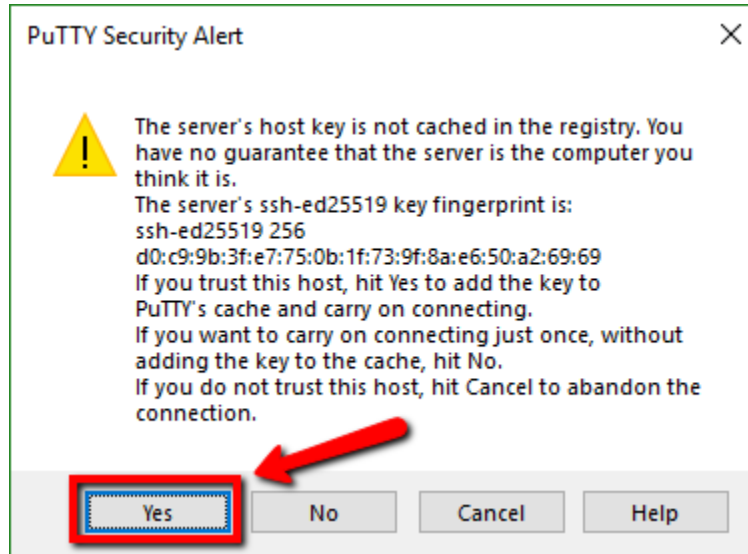 PuTTY Security Alert
The server's host key is not cached in the registry. You
have no guarantee that the server is the computer you
think it is.
The server's ssh-ed25519 key fingerprint is:
ssh-ed25519 256
d0:c9:9b:3f:e7:75:0b:1f:73:9f:8a:e6:50:a2:69:69
If you trust this host, hit Yes to add the key to
PuTTY's cache and carry on connecting.
If you want to carry on connecting just once, without
adding the key to the cache, hit No.
If you do not trust this host, hit Cancel to abandon the
connection.
Yes No Cancel Help